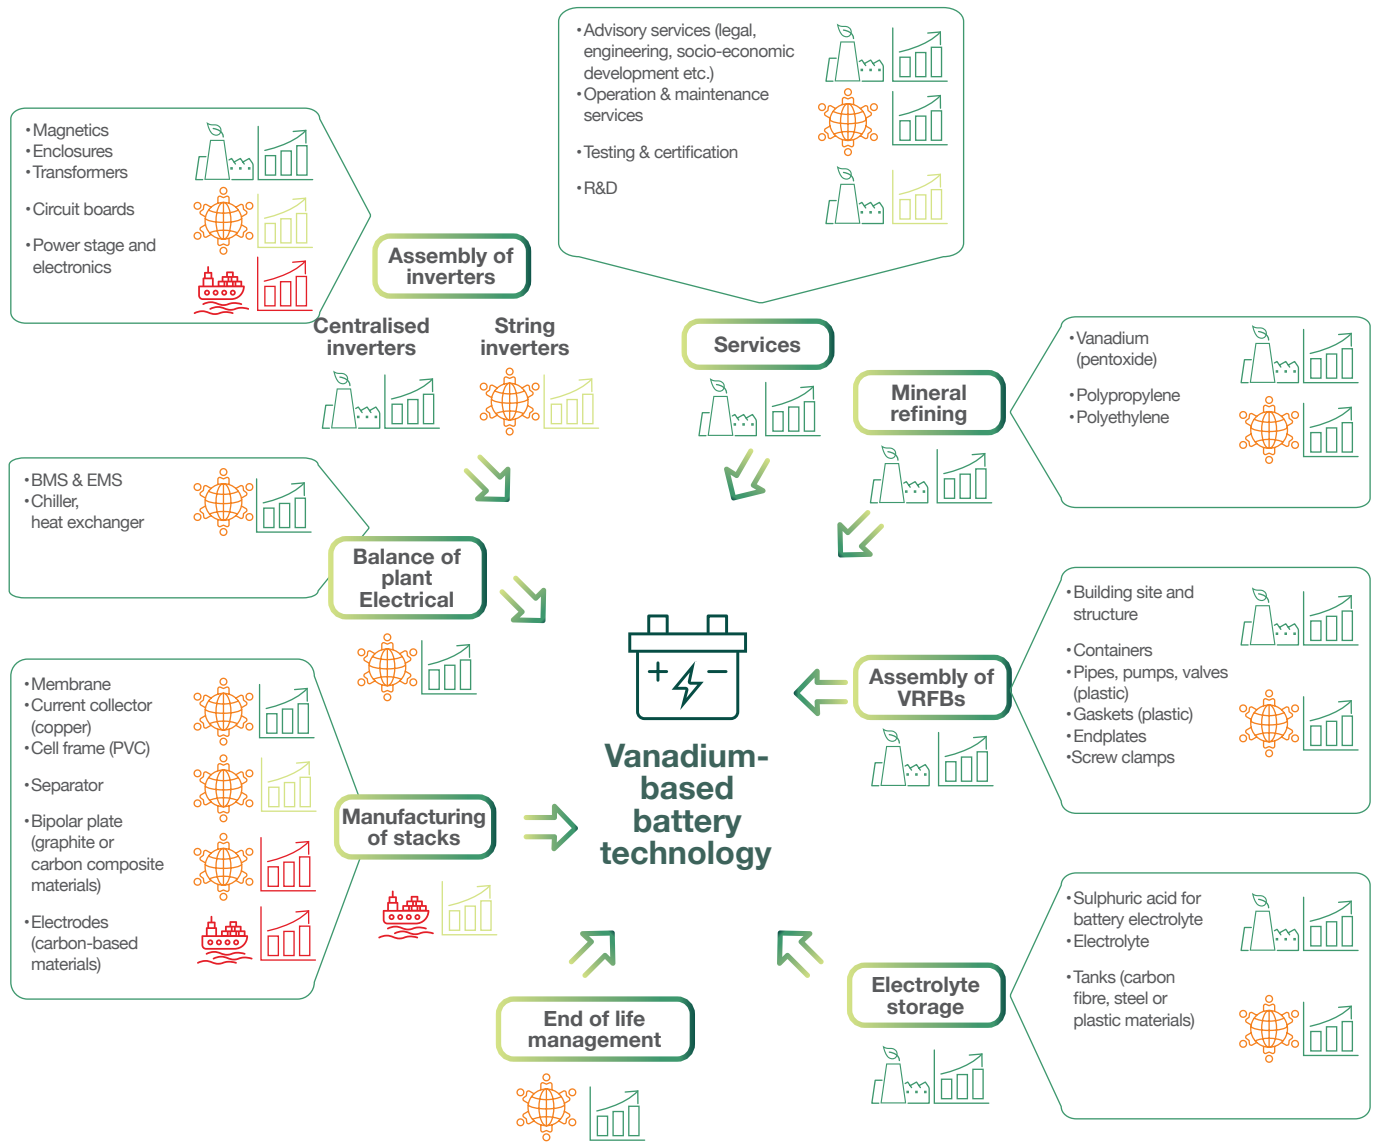 •Advisory services (legal,
engineering, socio-economic
development etc.)
•Operation & maintenance
services
•Testing & certification
•R&D
•Magnetics
•Enclosures
•Transformers
•Circuit boards
•Power stage and
electronics
Assembly of
inverters
Centralised
inverters
String
inverters
Services
Mineral
refining
•Vanadium
(pentoxide)
•Polypropylene
•Polyethylene
•BMS & EMS
•Chiller,
heat exchanger
Balance of
plant
Electrical
•Building site and
structure
•Containers
•Pipes, pumps, valves
(plastic)
•Gaskets (plastic)
•Endplates
•Screw clamps
Assembly of
VRFBs
•Membrane
•Current collector
(copper)
•Cell frame (PVC)
•Separator
•Bipolar plate
(graphite or
carbon composite
materials)
•Electrodes
(carbon-based
materials)
Manufacturing
of stacks
Vanadium-
based
battery
technology
•Sulphuric acid for
battery electrolyte
•Electrolyte
•Tanks (carbon
fibre, steel or
plastic materials)
Electrolyte
storage
End of life
management